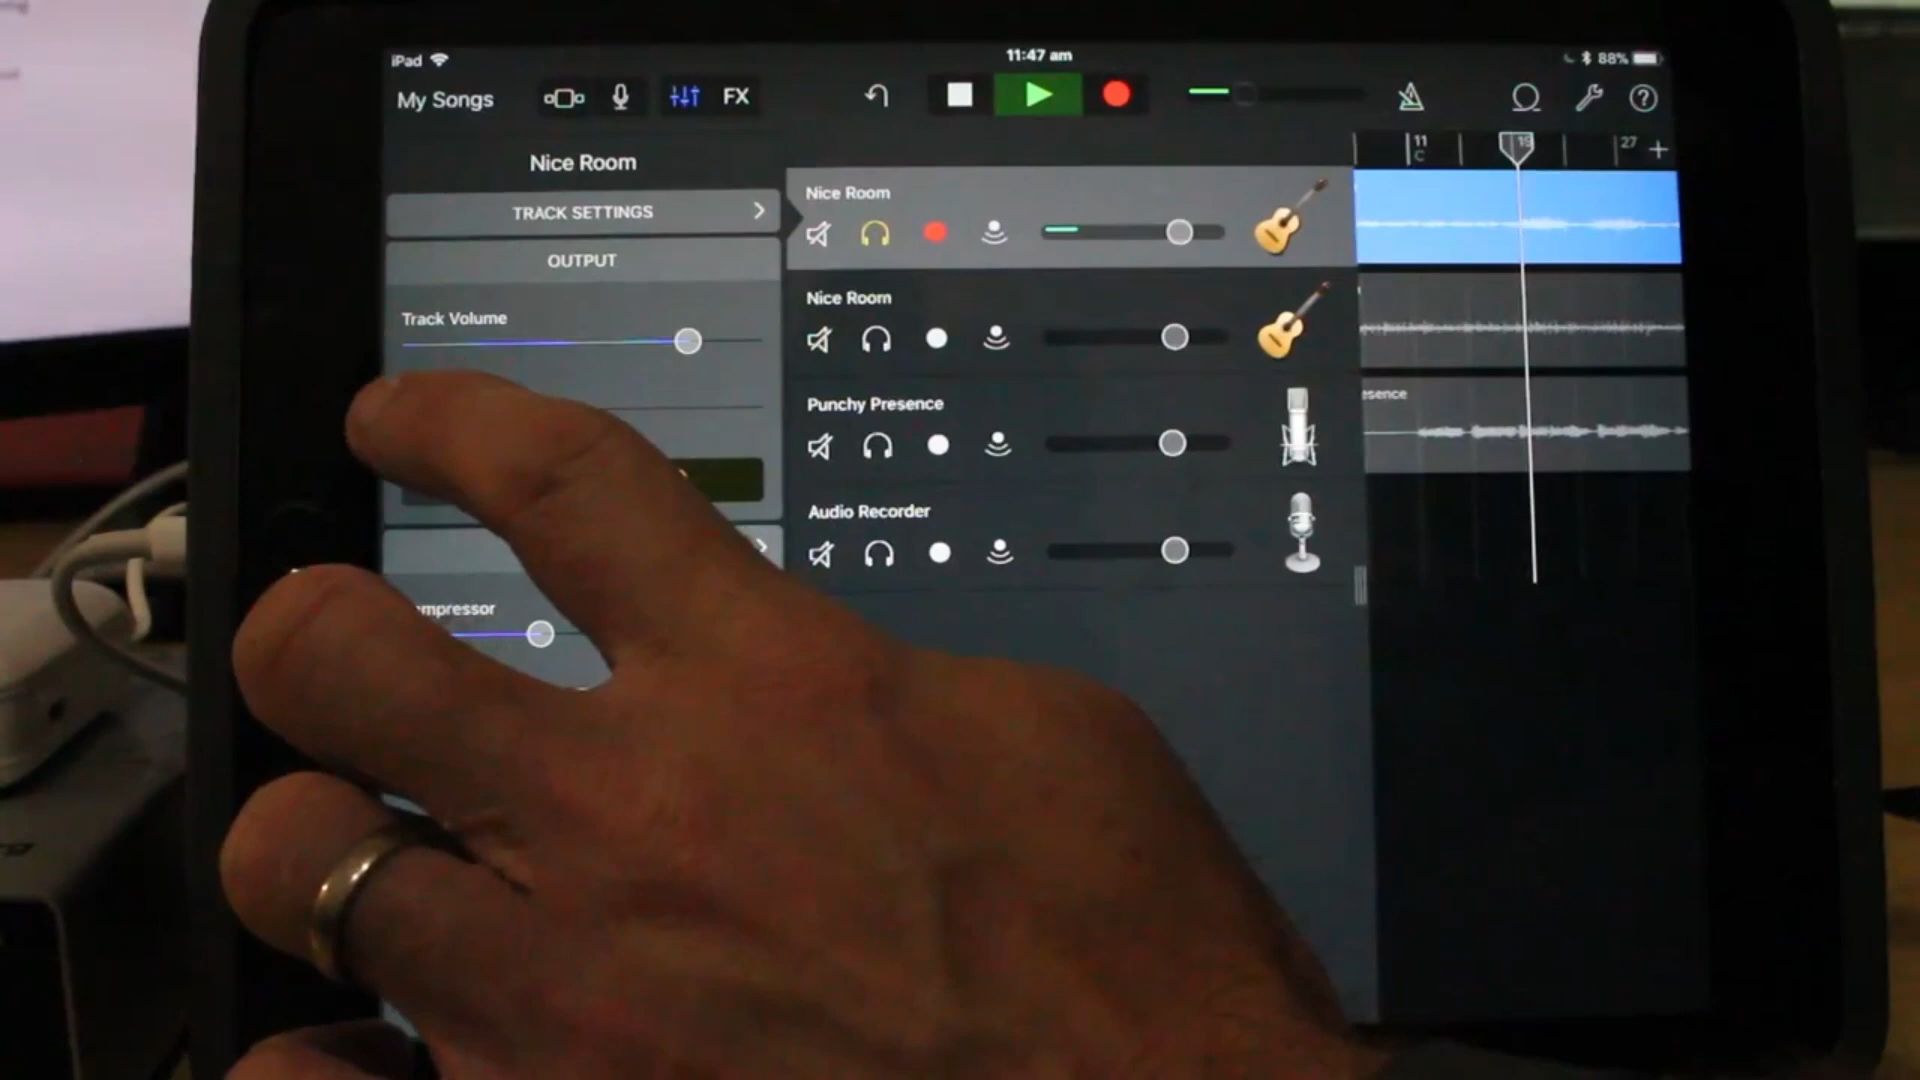 iPad 11:47 am 88%
My Songs FX
11 19 27 +
C
Nice Room
TRACK SETTINGS
OUTPUT
Track Volume
mpressor
Nice Room
Nice Room
Punchy Presence
esence
Audio Recorder